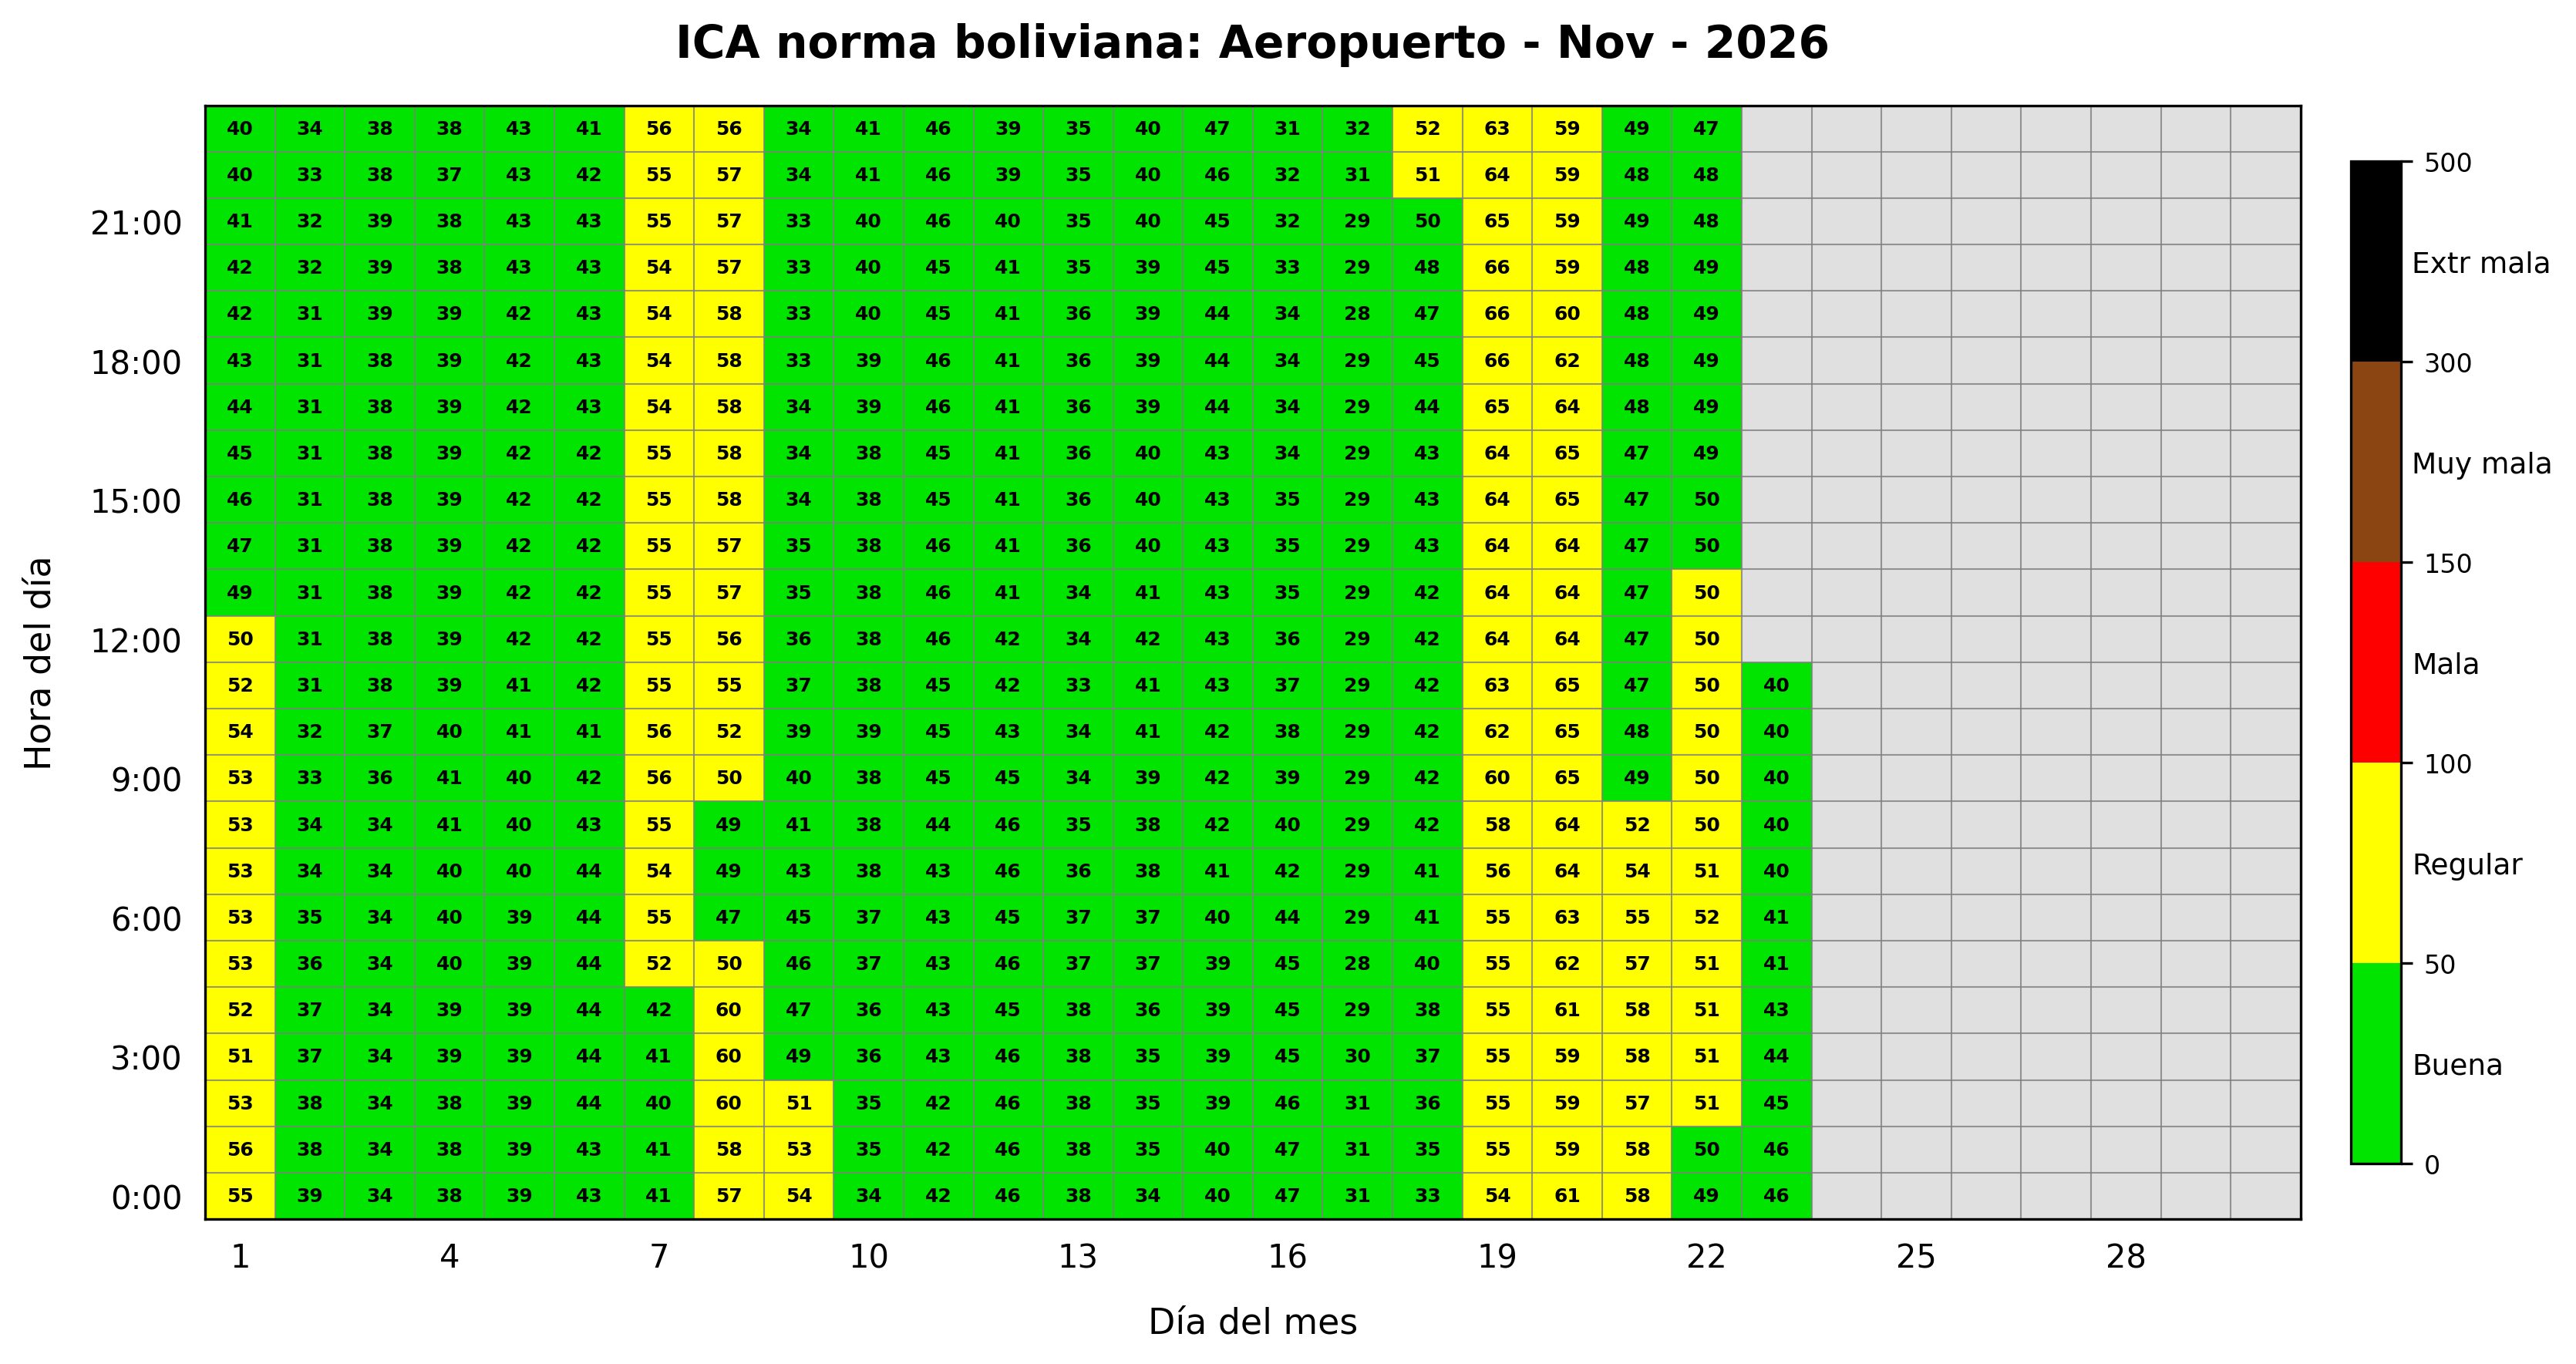 ICA norma boliviana: Aeropuerto - Nov - 2026
40 34 38 38 43 41 56 56 34 41 46 39 35 40 47 31 32 52 63 59 49 47
40 33 38 37 43 42 55 57 34 41 46 39 35 40 46 32 31 51 64 59 48 48
21:00 41 32 39 38 43 43 55 57 33 40 46 40 35 40 45 32 29 50 65 59 49 48
42 32 39 38 43 43 54 57 33 40 45 41 35 39 45 33 29 48 66 59 48 49
42 31 39 39 42 43 54 58 33 40 45 41 36 39 44 34 28 47 66 60 48 49
18:00 43 31 38 39 42 43 54 58 33 39 46 41 36 39 44 34 29 45 66 62 48 49
44 31 38 39 42 43 54 58 34 39 46 41 36 39 44 34 29 44 65 64 48 49
45 31 38 39 42 42 55 58 34 38 45 41 36 40 43 34 29 43 64 65 47 49
15:00 46 31 38 39 42 42 55 58 34 38 45 41 36 40 43 35 29 43 64 65 47 50
47 31 38 39 42 42 55 57 35 38 46 41 36 40 43 35 29 43 64 64 47 50
49 31 38 39 42 42 55 57 35 38 46 41 34 41 43 35 29 42 64 64 47 50
12:00 50 31 38 39 42 42 55 56 36 38 46 42 34 42 43 36 29 42 64 64 47 50
52 31 38 39 41 42 55 55 37 38 45 42 33 41 43 37 29 42 63 65 47 50 40
54 32 37 40 41 41 56 52 39 39 45 43 34 41 42 38 29 42 62 65 48 50 40
9:00 53 33 36 41 40 42 56 50 40 38 45 45 34 39 42 39 29 42 60 65 49 50 40
53 34 34 41 40 43 55 49 41 38 44 46 35 38 42 40 29 42 58 64 52 50 40
53 34 34 40 40 44 54 49 43 38 43 46 36 38 41 42 29 41 56 64 54 51 40
6:00 53 35 34 40 39 44 55 47 45 37 43 45 37 37 40 44 29 41 55 63 55 52 41
53 36 34 40 39 44 52 50 46 37 43 46 37 37 39 45 28 40 55 62 57 51 41
52 37 34 39 39 44 42 60 47 36 43 45 38 36 39 45 29 38 55 61 58 51 43
3:00 51 37 34 39 39 44 41 60 49 36 43 46 38 35 39 45 30 37 55 59 58 51 44
53 38 34 38 39 44 40 60 51 35 42 46 38 35 39 46 31 36 55 59 57 51 45
56 38 34 38 39 43 41 58 53 35 42 46 38 35 40 47 31 35 55 59 58 50 46
0:00 55 39 34 38 39 43 41 57 54 34 42 46 38 34 40 47 31 33 54 61 58 49 46
1 4 7 10 13 16 19 22 25 28
Día del mes
Hora del día
500
Extr mala
300
Muy mala
150
Mala
100
Regular
50
Buena
0